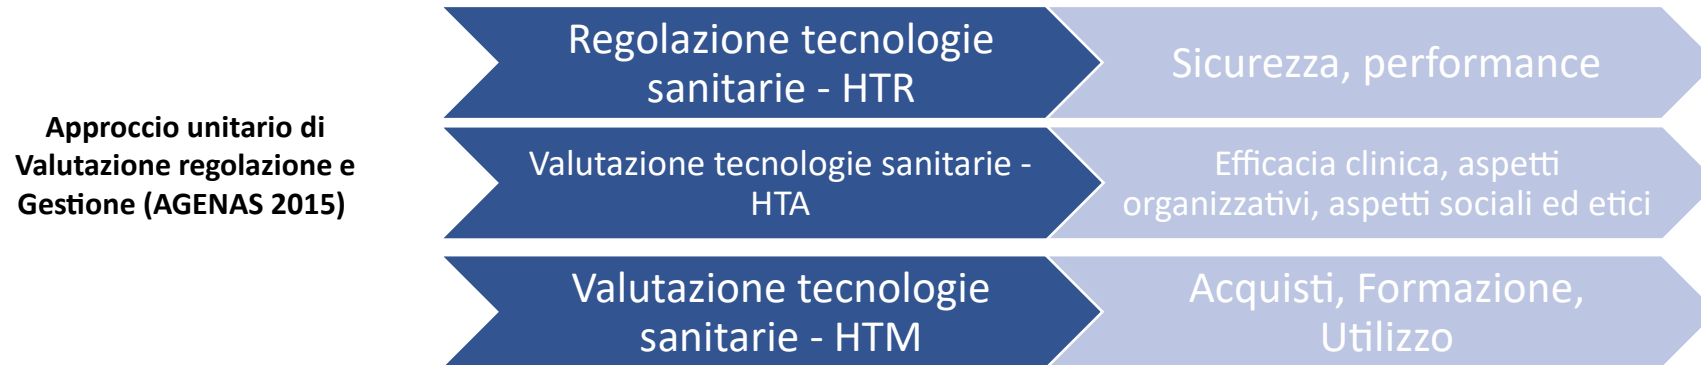 Approccio unitario di
Valutazione regolazione e
Gestione (AGENAS 2015)
Regolazione tecnologie
sanitarie - HTR
Sicurezza, performance
Valutazione tecnologie sanitarie -
HTA
Efficacia clinica, aspetti
organizzativi, aspetti sociali ed etici
Valutazione tecnologie
sanitarie - HTM
Acquisti, Formazione,
Utilizzo